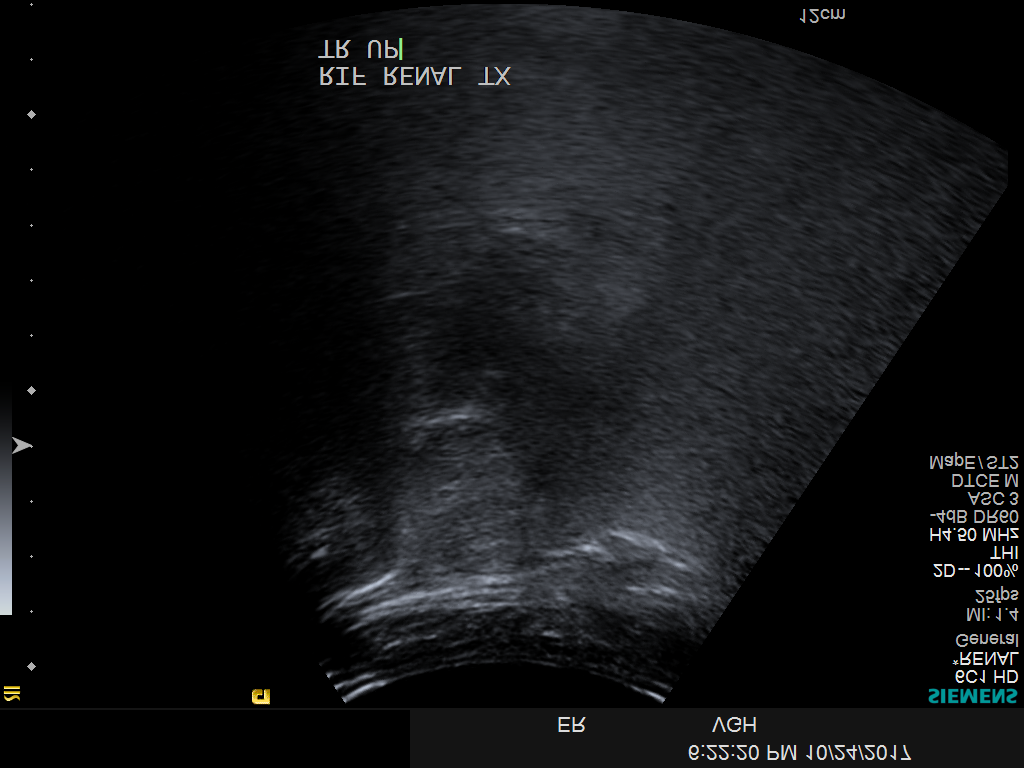 6:22:20 PM 10/24/2017
ER VGH
SIEMENS
6C1 HD
*RENAL
General
MI: 1.4
25fps
2D-- 100%
THI
H4.50 MHz
-4dB DR60
ASC 3
DTCE M
MapE/ST2
RIF RENAL TX
TR UP
12cm